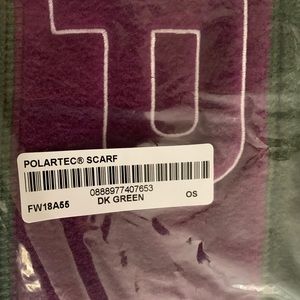 POLARTEC® SCARF
0888977407653
DK GREEN
FW18A55 OS